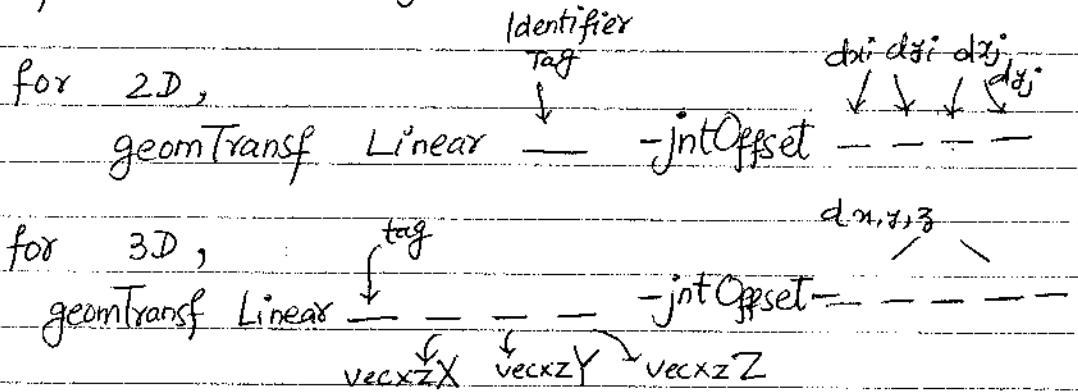 Identifier
Tag
dxi dyi dxj dyj
for 2D,
geomTransf Linear — -jntOffset — — — —
dx,y,z
for 3D, tag
geomTransf Linear — — — — -jntOffset — — — — —
vecxzX vecxzY vecxzZ